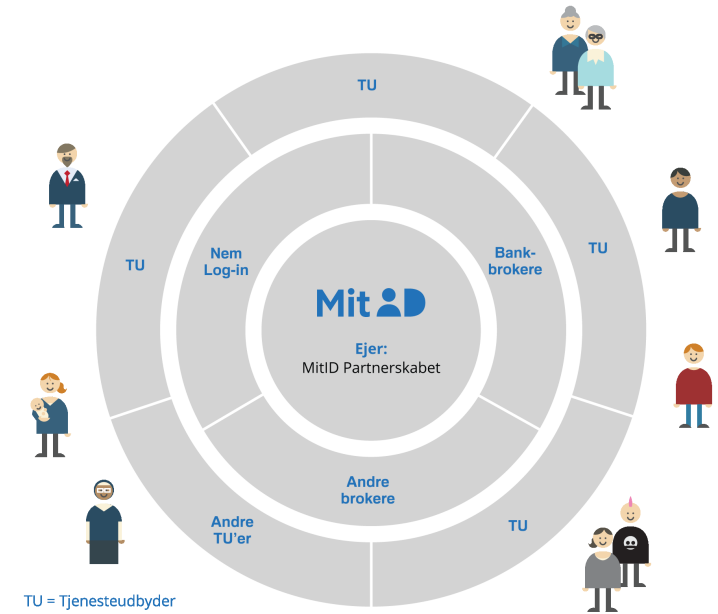 TU
TU
TU
Nem
Log-in
Bank-
brokere
MitID
Ejer:
MitID Partnerskabet
Andre
brokere
Andre
TU'er
TU
TU = Tjenesteudbyder